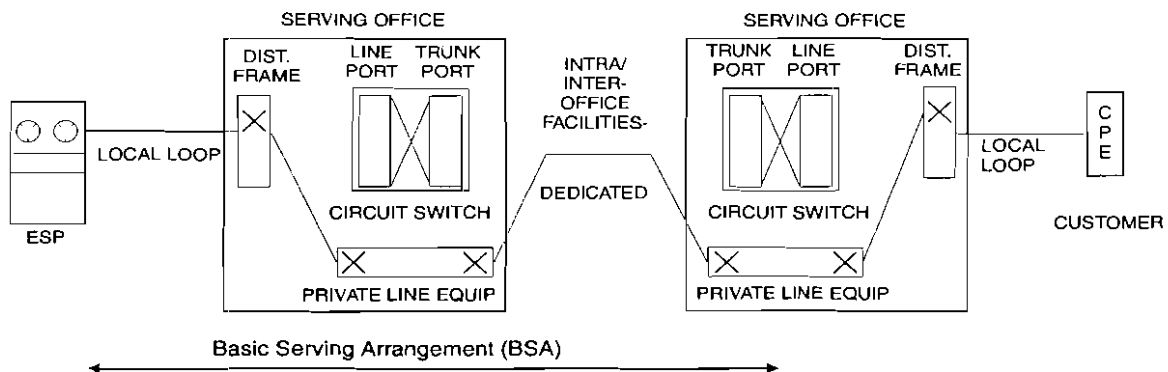 SERVING OFFICE
DIST.
FRAME
LINE
PORT
TRUNK
PORT
LOCAL LOOP
ESP
CIRCUIT SWITCH
PRIVATE LINE EQUIP
INTRA/
INTER-
OFFICE
FACILITIES-
DEDICATED
SERVING OFFICE
TRUNK
PORT
LINE
PORT
DIST.
FRAME
CIRCUIT SWITCH
PRIVATE LINE EQUIP
LOCAL
LOOP
C
P
E
CUSTOMER
Basic Serving Arrangement (BSA)